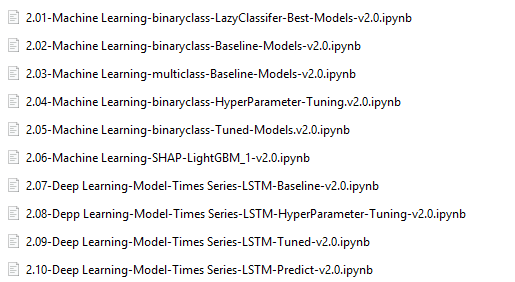 2.01-Machine Learning-binaryclass-LazyClassifer-Best-Models-v2.0.ipynb
2.02-Machine Learning-binaryclass-Baseline-Models-v2.0.ipynb
2.03-Machine Learning-multiclass-Baseline-Models-v2.0.ipynb
2.04-Machine Learning-binaryclass-HyperParameter-Tuning.v2.0.ipynb
2.05-Machine Learning-binaryclass-Tuned-Models.v2.0.ipynb
2.06-Machine Learning-SHAP-LightGBM_1-v2.0.ipynb
2.07-Deep Learning-Model-Times Series-LSTM-Baseline-v2.0.ipynb
2.08-Depp Learning-Model-Times Series-LSTM-HyperParameter-Tuning-v2.0.ipynb
2.09-Deep Learning-Model-Times Series-LSTM-Tuned-v2.0.ipynb
2.10-Deep Learning-Model-Times Series-LSTM-Predict-v2.0.ipynb